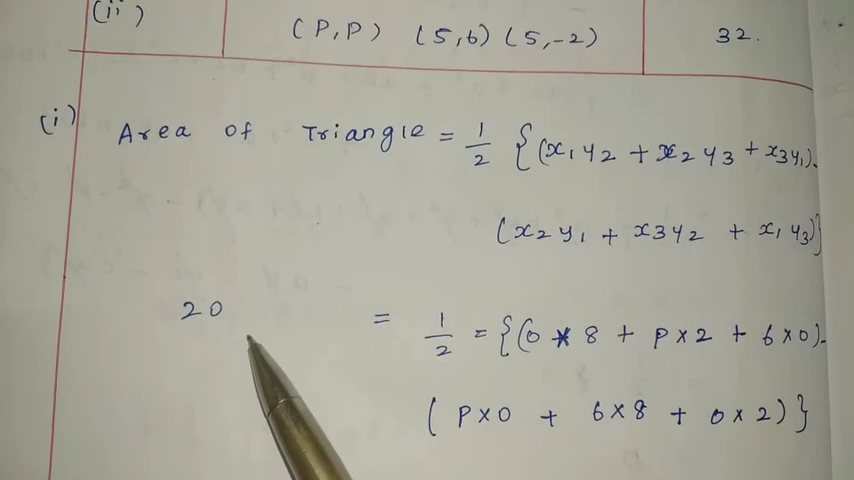 (ii) (P,P) (5,6) (5,-2) 32.
(i) Area of Triangle = 1/2 {(x₁y₂ + x₂y₃ + x₃y₁)-
(x₂y₁ + x₃y₂ + x₁y₃)}
20 = 1/2 = {(0×8 + P×2 + 6×0)-
(P×0 + 6×8 + 0×2)}